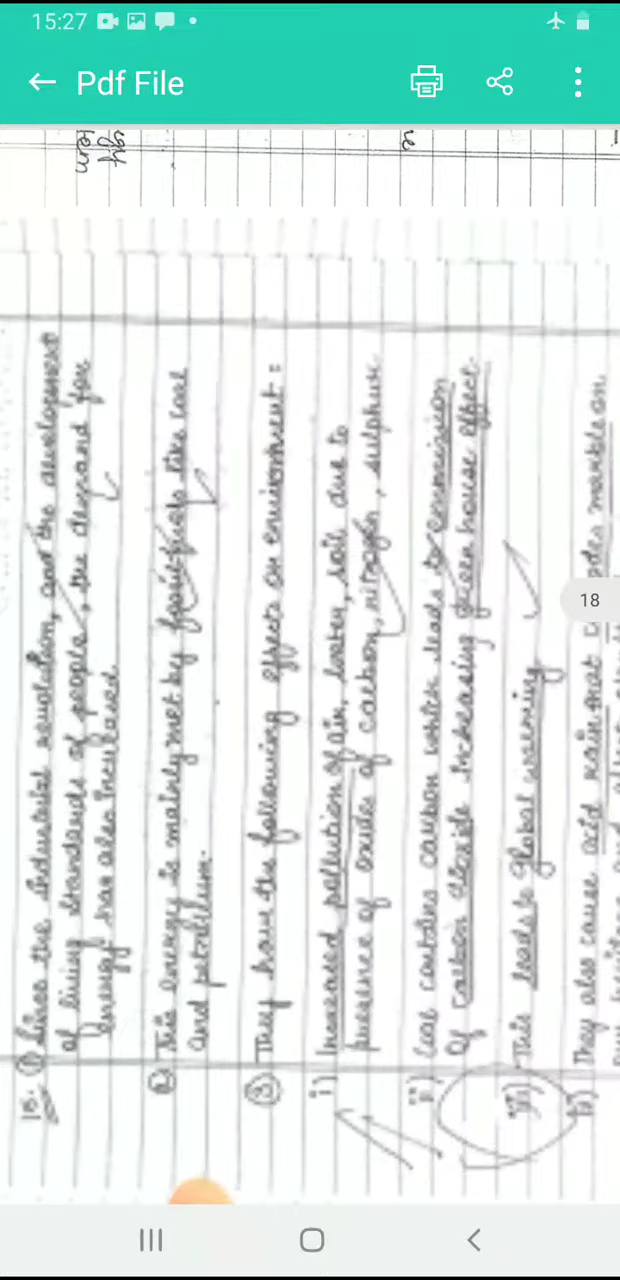 15:27
Pdf File
18
18. ① Since the industrial revolution, and the development
of living standards of people, the demand for
energy has also increased.
② This energy is mainly met by fossil fuels like coal
and petroleum.
③ They have the following effects on environment:
i) Increased pollution of air, water, soil due to
presence of oxides of carbon, nitrogen, sulphur.
ii) Coal contains carbon which leads to emmission
of carbon dioxide increasing green house effect.
iii) This leads to global warming
iv) They also cause acid rain that marble on